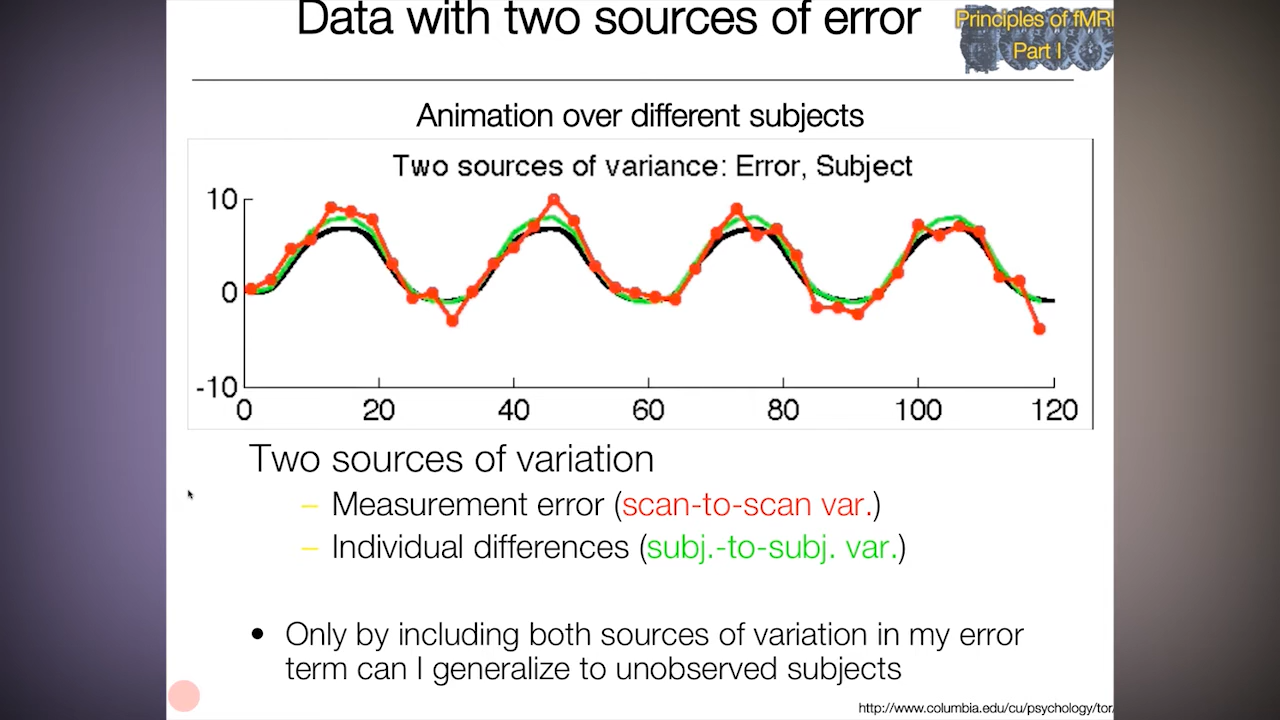 Data with two sources of error
Principles of fMRI
Part I
Animation over different subjects
Two sources of variance: Error, Subject
10
0
-10
0 20 40 60 80 100 120
Two sources of variation
– Measurement error (scan-to-scan var.)
– Individual differences (subj.-to-subj. var.)
• Only by including both sources of variation in my error
term can I generalize to unobserved subjects
http://www.columbia.edu/cu/psychology/tor/